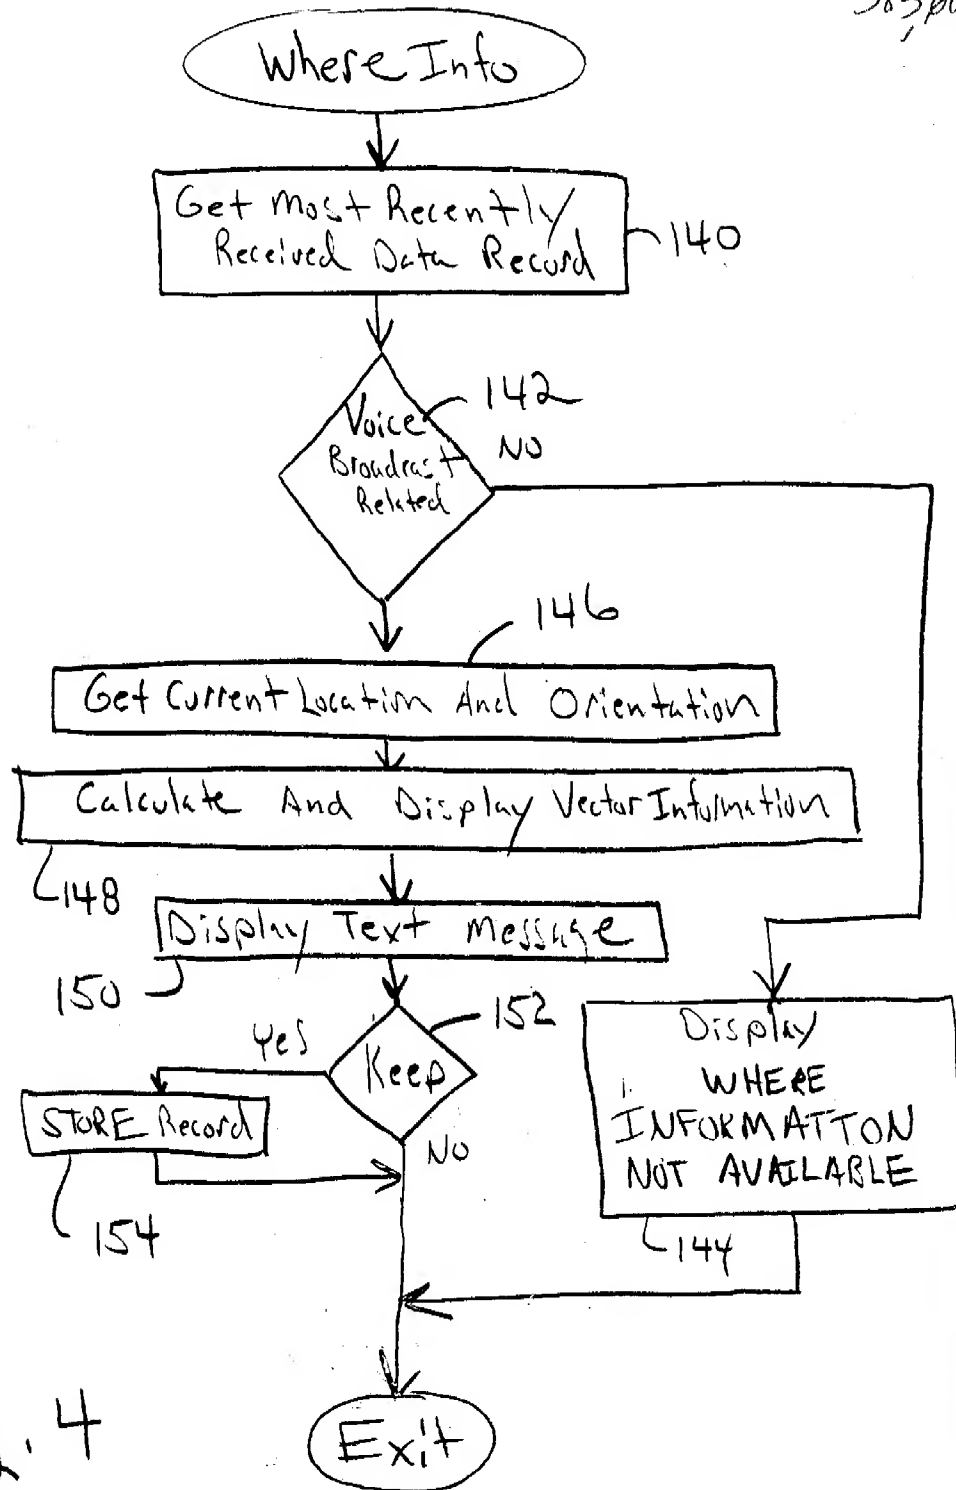 Where Info
Get Most Recently
Received Data Record
140
142
Voice
Broadcast
Related
NO
146
Get Current Location And Orientation
Calculate And Display Vector Information
148
Display Text Message
150
152
Yes
Keep
STORE Record
NO
154
Display
WHERE
INFORMATTON
NOT AVAILABLE
144
Exit
. 4